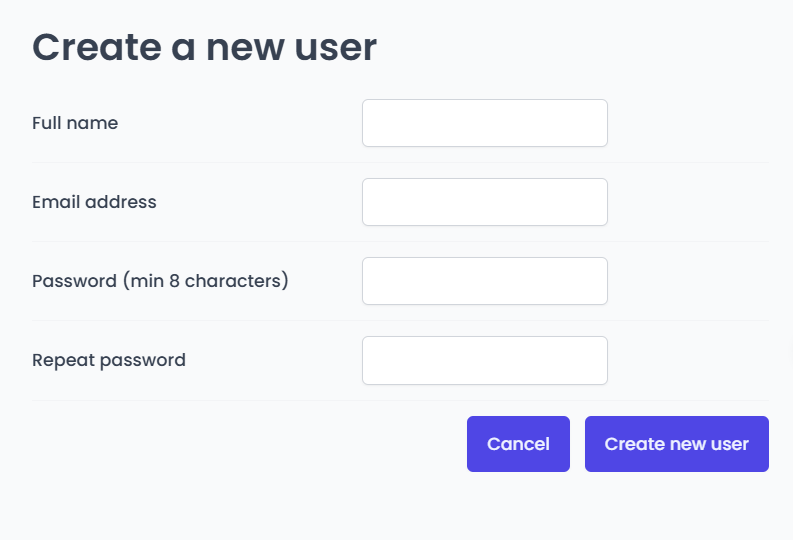 Create a new user
Full name
Email address
Password (min 8 characters)
Repeat password
Cancel
Create new user